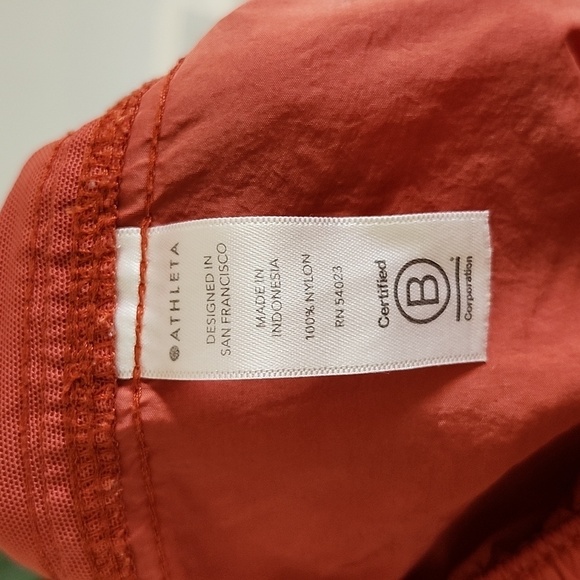 ATHLETA
DESIGNED IN
SAN FRANCISCO
MADE IN
INDONESIA
100% NYLON
RN 54023
Certified
B
Corporation